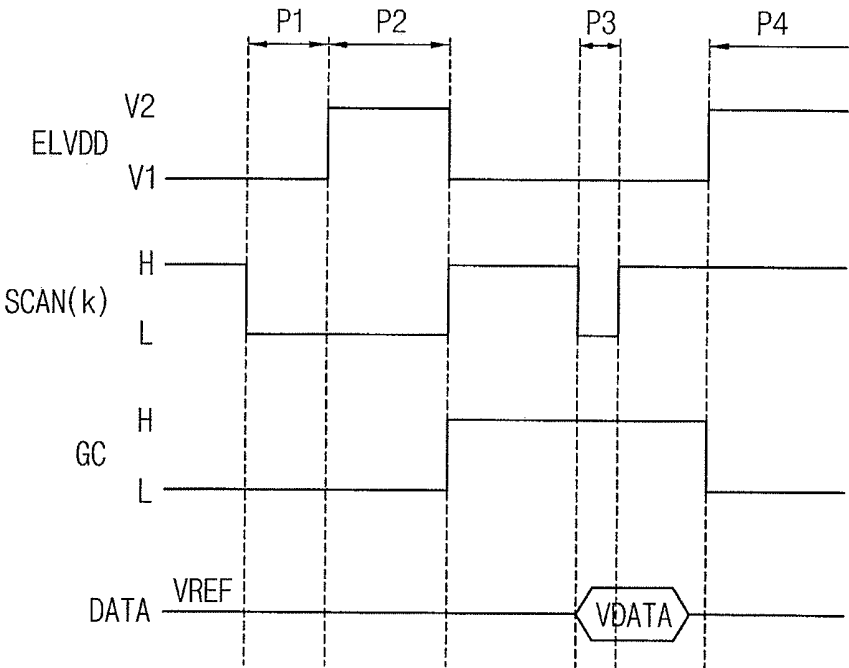 P1 P2 P3 P4
V2
ELVDD
V1
H
SCAN(k)
L
H
GC
L
VREF
DATA VDATA